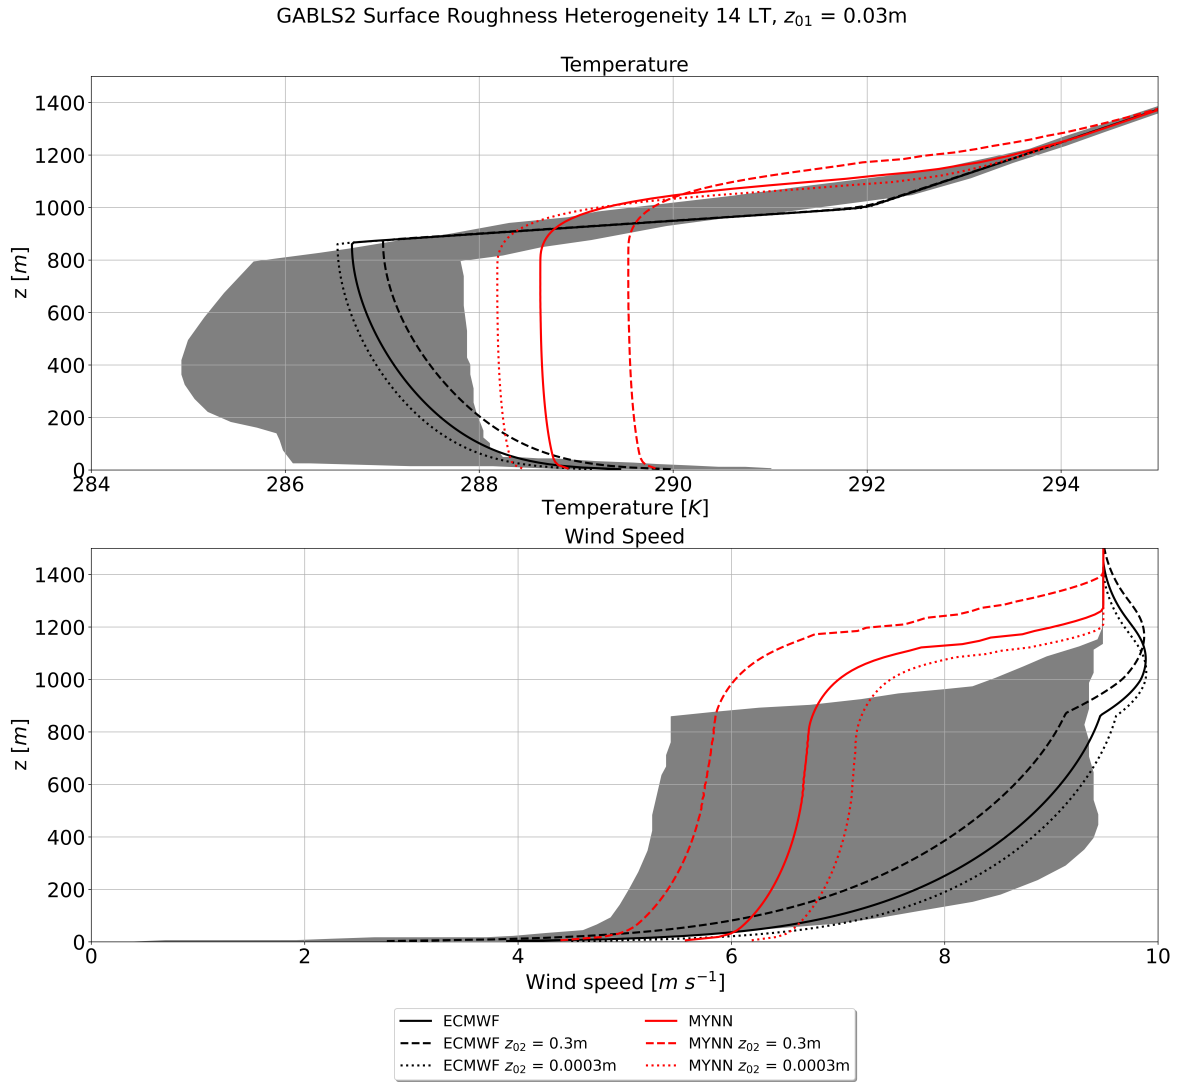 GABLS2 Surface Roughness Heterogeneity 14 LT, z₀₁ = 0.03m
Temperature
1400
1200
1000
800
600
400
200
0
z [m]
284 286 288 290 292 294
Temperature [K]
Wind Speed
1400
1200
1000
800
600
400
200
0
z [m]
0 2 4 6 8 10
Wind speed [m s⁻¹]
ECMWF MYNN
ECMWF z₀₂ = 0.3m MYNN z₀₂ = 0.3m
ECMWF z₀₂ = 0.0003m MYNN z₀₂ = 0.0003m